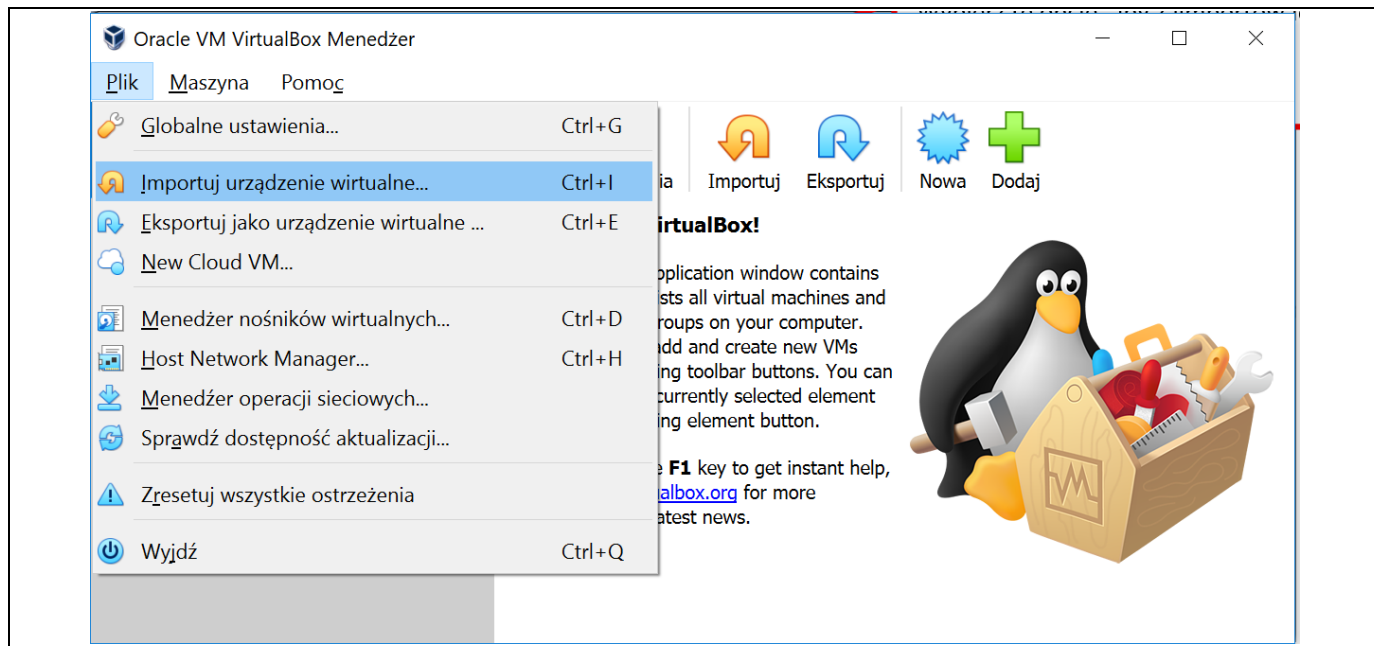 Oracle VM VirtualBox Menedżer
Plik Maszyna Pomoc
Globalne ustawienia... Ctrl+G
Importuj urządzenie wirtualne... Ctrl+I
Eksportuj jako urządzenie wirtualne ... Ctrl+E
New Cloud VM...
Menedżer nośników wirtualnych... Ctrl+D
Host Network Manager... Ctrl+H
Menedżer operacji sieciowych...
Sprawdź dostępność aktualizacji...
Zresetuj wszystkie ostrzeżenia
Wyjdź Ctrl+Q
ia Importuj Eksportuj Nowa Dodaj
irtualBox!
pplication window contains
ists all virtual machines and
roups on your computer.
add and create new VMs
ing toolbar buttons. You can
currently selected element
ing element button.
e F1 key to get instant help,
ualbox.org for more
atest news.